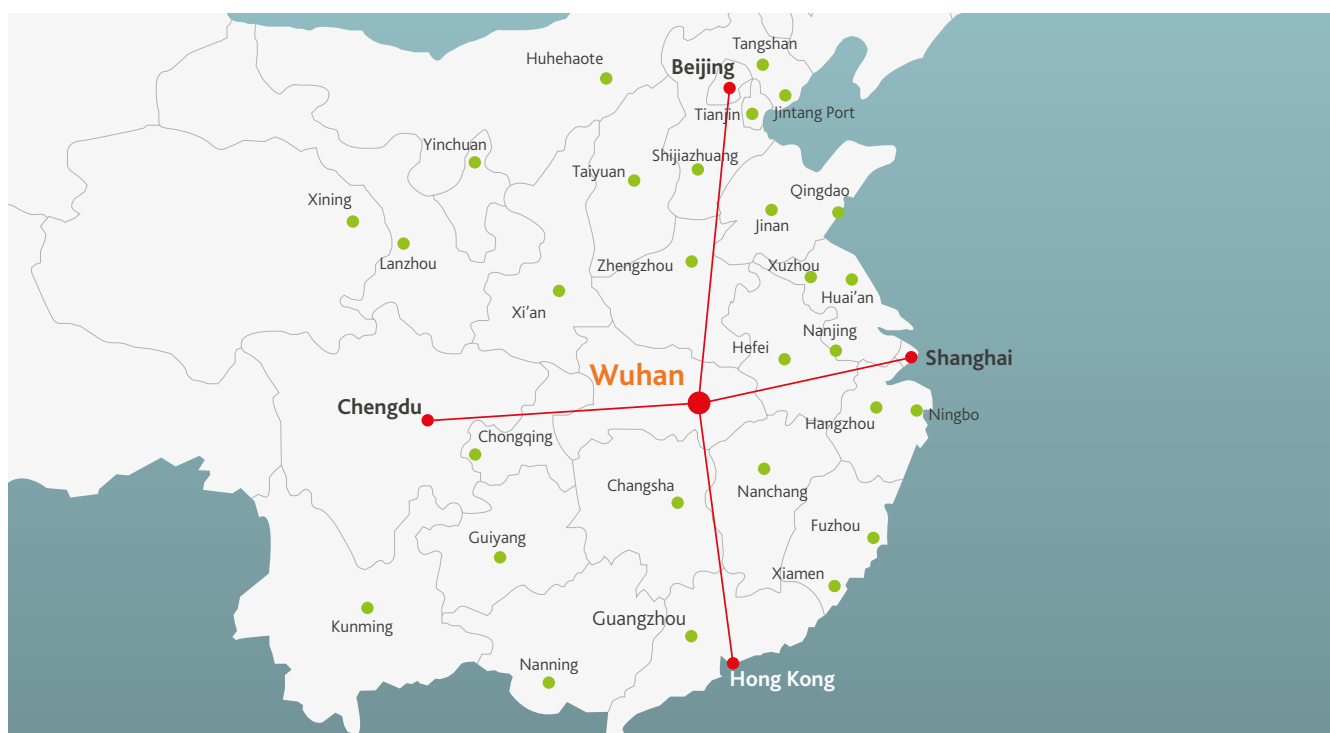 Tangshan
Huhehaote
Beijing
Tianjin
Jintang Port
Yinchuan
Shijiazhuang
Taiyuan
Qingdao
Xining
Jinan
Lanzhou
Zhengzhou
Xuzhou
Huai’an
Xi’an
Nanjing
Hefei
Shanghai
Wuhan
Chengdu
Hangzhou
Ningbo
Chongqing
Changsha
Nanchang
Fuzhou
Guiyang
Xiamen
Guangzhou
Kunming
Nanning
Hong Kong